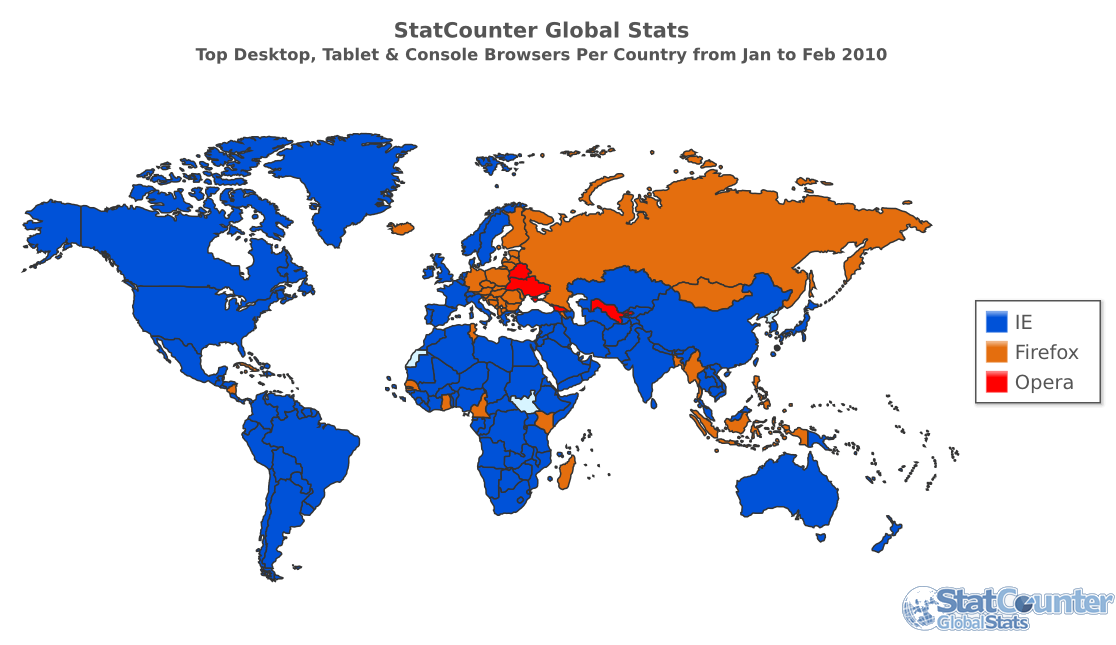 StatCounter Global Stats
Top Desktop, Tablet & Console Browsers Per Country from Jan to Feb 2010
IE
Firefox
Opera
StatCounter
GlobalStats